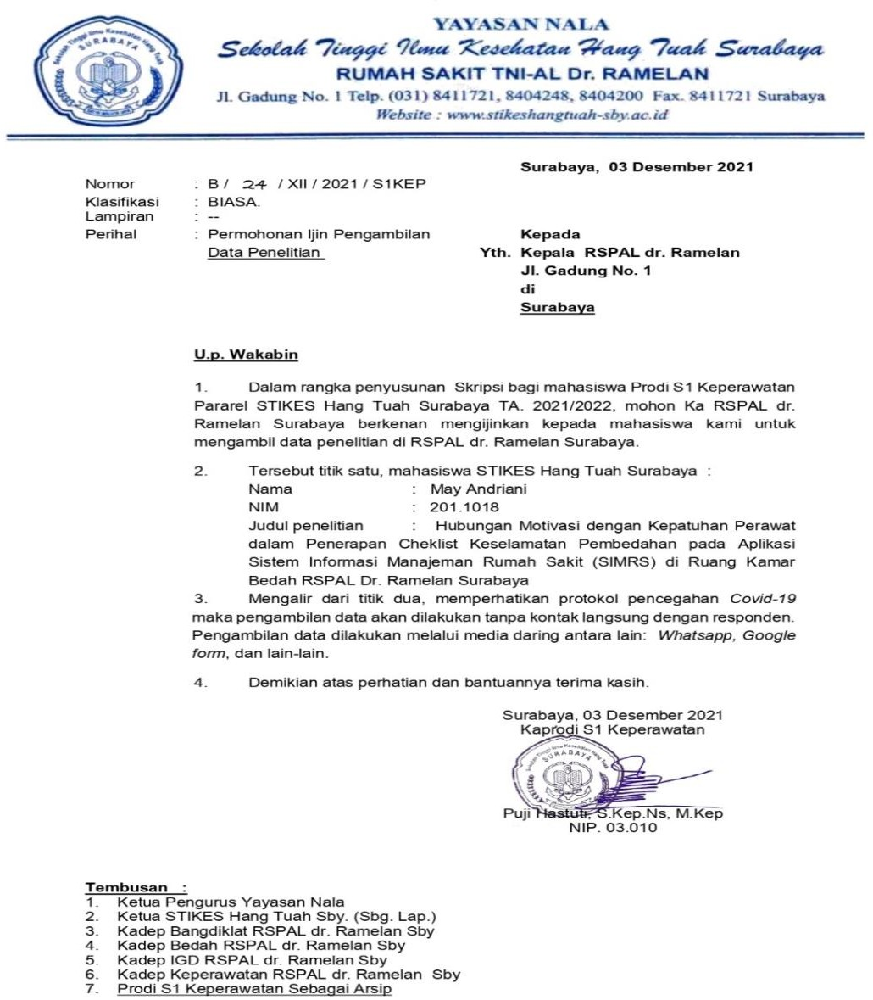 YAYASAN NALA
Sekolah Tinggi Ilmu Kesehatan Hang Tuah Surabaya
RUMAH SAKIT TNI-AL Dr. RAMELAN
Jl. Gadung No. 1 Telp. (031) 8411721, 8404248, 8404200 Fax. 8411721 Surabaya
Website : www.stikeshangtuah-sby.ac.id
Sekolah Tinggi Ilmu Kesehatan Hang Tuah
SURABAYA
Surabaya, 03 Desember 2021
Nomor : B / 24 / XII / 2021 / S1KEP
Klasifikasi : BIASA.
Lampiran : --
Perihal : Permohonan Ijin Pengambilan
Data Penelitian
Kepada
Yth. Kepala RSPAL dr. Ramelan
Jl. Gadung No. 1
di
Surabaya
U.p. Wakabin
1. Dalam rangka penyusunan Skripsi bagi mahasiswa Prodi S1 Keperawatan
Pararel STIKES Hang Tuah Surabaya TA. 2021/2022, mohon Ka RSPAL dr.
Ramelan Surabaya berkenan mengijinkan kepada mahasiswa kami untuk
mengambil data penelitian di RSPAL dr. Ramelan Surabaya.
2. Tersebut titik satu, mahasiswa STIKES Hang Tuah Surabaya :
Nama : May Andriani
NIM : 201.1018
Judul penelitian : Hubungan Motivasi dengan Kepatuhan Perawat
dalam Penerapan Cheklist Keselamatan Pembedahan pada Aplikasi
Sistem Informasi Manajeman Rumah Sakit (SIMRS) di Ruang Kamar
Bedah RSPAL Dr. Ramelan Surabaya
3. Mengalir dari titik dua, memperhatikan protokol pencegahan Covid-19
maka pengambilan data akan dilakukan tanpa kontak langsung dengan responden.
Pengambilan data dilakukan melalui media daring antara lain: Whatsapp, Google
form, dan lain-lain.
4. Demikian atas perhatian dan bantuannya terima kasih.
Surabaya, 03 Desember 2021
Kaprodi S1 Keperawatan
Sekolah Tinggi Ilmu Kesehatan Hang Tuah
SURABAYA
Puji Hastuti, S.Kep.Ns, M.Kep
NIP. 03.010
Tembusan :
1. Ketua Pengurus Yayasan Nala
2. Ketua STIKES Hang Tuah Sby. (Sbg. Lap.)
3. Kadep Bangdiklat RSPAL dr. Ramelan Sby
4. Kadep Bedah RSPAL dr. Ramelan Sby
5. Kadep IGD RSPAL dr. Ramelan Sby
6. Kadep Keperawatan RSPAL dr. Ramelan Sby
7. Prodi S1 Keperawatan Sebagai Arsip